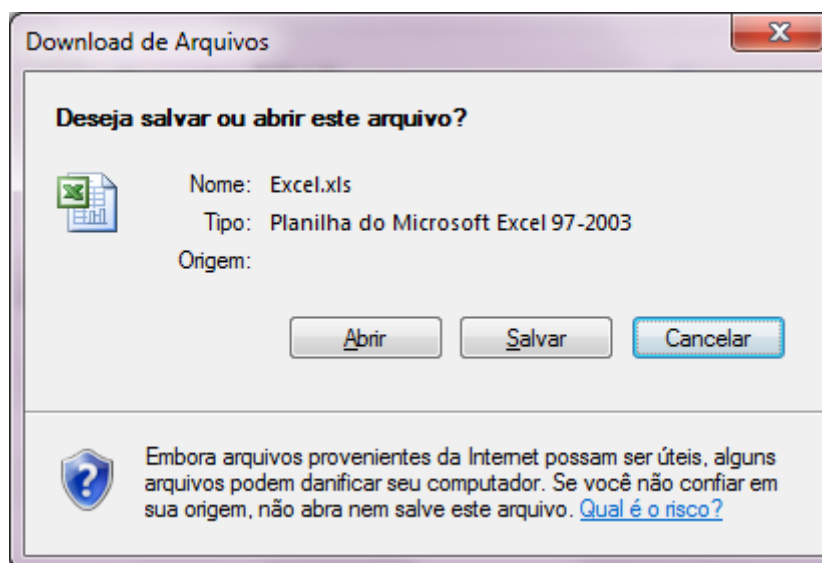 Download de Arquivos
Deseja salvar ou abrir este arquivo?
Nome: Excel.xls
Tipo: Planilha do Microsoft Excel 97-2003
Origem:
Abrir Salvar Cancelar
Embora arquivos provenientes da Internet possam ser úteis, alguns
arquivos podem danificar seu computador. Se você não confiar em
sua origem, não abra nem salve este arquivo. Qual é o risco?